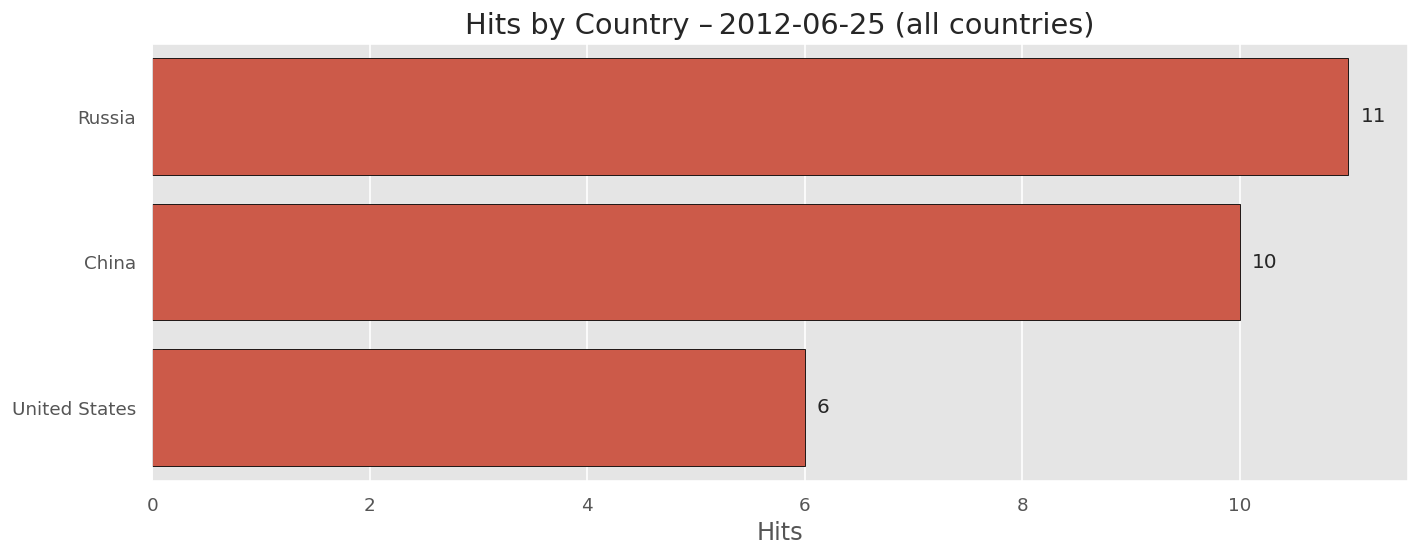 Hits by Country – 2012-06-25 (all countries)
Russia
11
China
10
United States
6
0 2 4 6 8 10
Hits